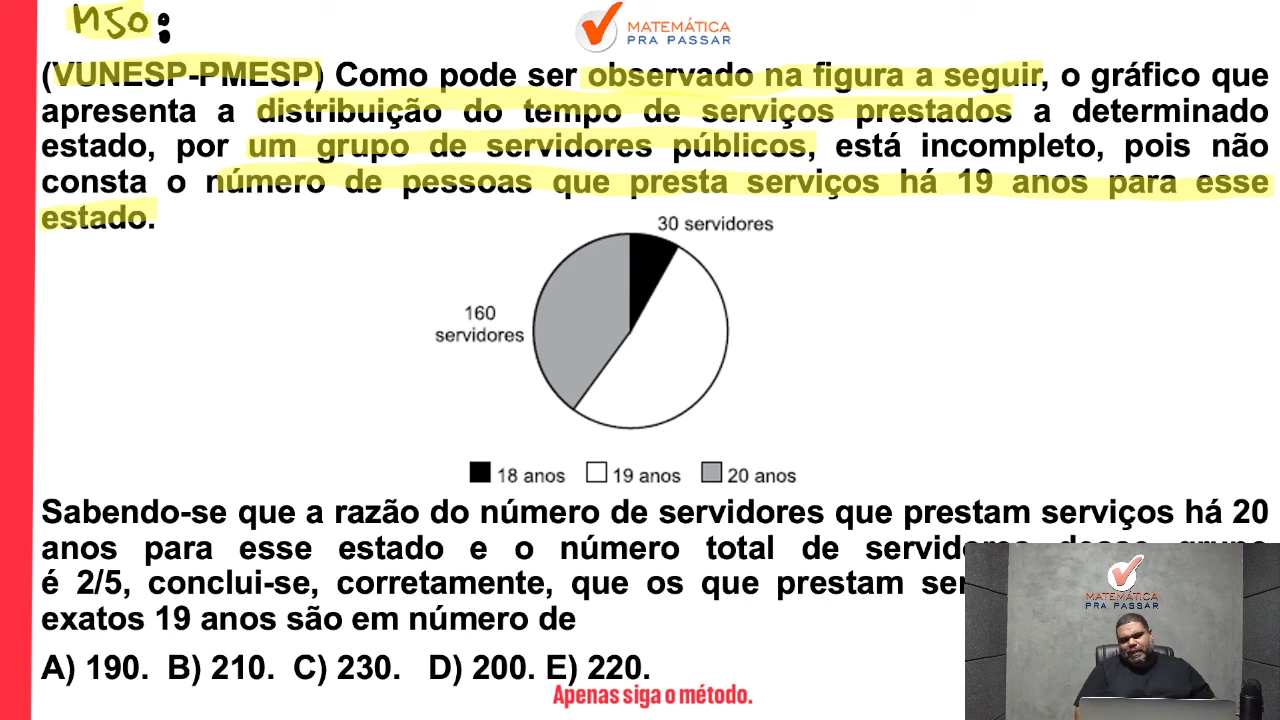 MSO:
MATEMÁTICA
PRA PASSAR
(VUNESP-PMESP) Como pode ser observado na figura a seguir, o gráfico que
apresenta a distribuição do tempo de serviços prestados a determinado
estado, por um grupo de servidores públicos, está incompleto, pois não
consta o número de pessoas que presta serviços há 19 anos para esse
estado.
30 servidores
160
servidores
18 anos 19 anos 20 anos
Sabendo-se que a razão do número de servidores que prestam serviços há 20
anos para esse estado e o número total de
é 2/5, conclui-se, corretamente, que os que prestam
exatos 19 anos são em número de
A) 190. B) 210. C) 230. D) 200. E) 220.
Apenas siga o método.
MATEMÁTICA
PRA PASSAR